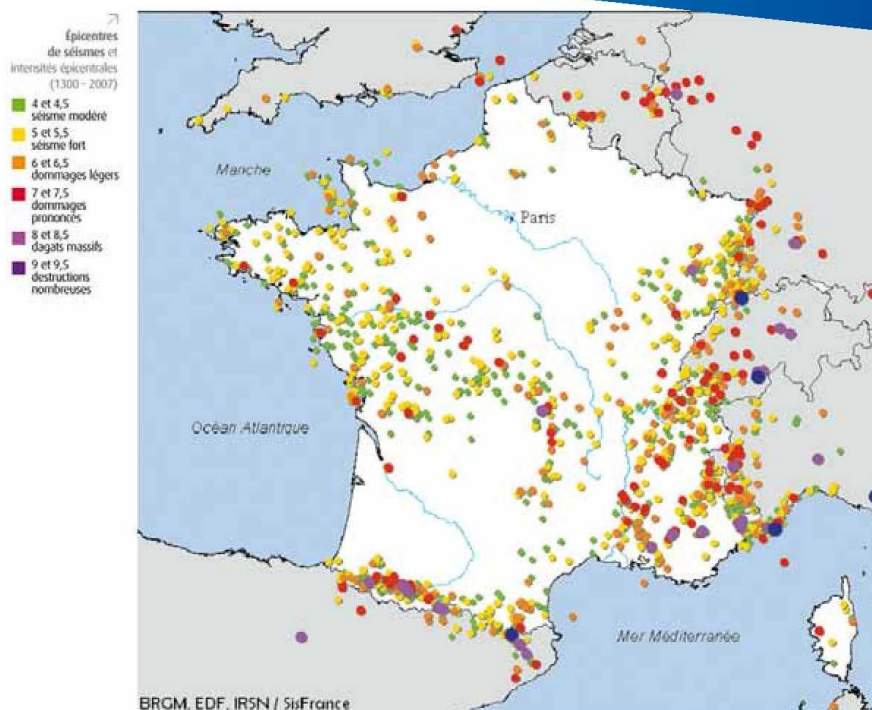 Épicentres
de séismes et
intensités épicentrales
(1300 - 2007)
4 et 4,5
séisme modéré
5 et 5,5
séisme fort
6 et 6,5
dommages légers
7 et 7,5
dommages
prononcés
8 et 8,5
dagats massifs
9 et 9,5
destructions
nombreuses
Manche
Paris
Océan Atlantique
Mer Méditerranée
BRGM, EDF, IRSN / SisFrance